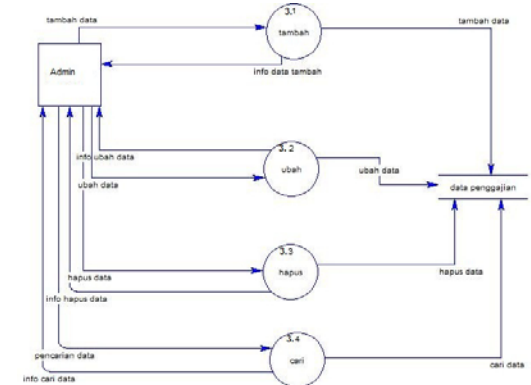 tambah data
3.1
tambah
tambah data
info data tambah
Admin
3.2
ubah
info ubah data
ubah data
ubah data
data penggajian
3.3
hapus
hapus data
hapus data
info hapus data
3.4
cari
pencarian data
cari data
info cari data